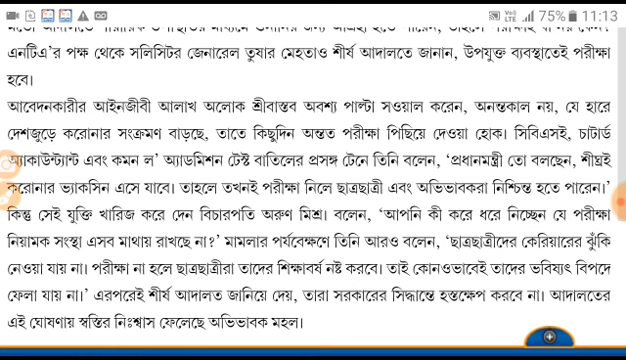 75% 11:13
এনটিএ'র পক্ষ থেকে সলিসিটর জেনারেল তুষার মেহতাও শীর্ষ আদালতে জানান, উপযুক্ত ব্যবস্থাতেই পরীক্ষা
হবে।
আবেদনকারীর আইনজীবী আলাখ অলোক শ্রীবাস্তব অবশ্য পাল্টা সওয়াল করেন, অনন্তকাল নয়, যে হারে
দেশজুড়ে করোনার সংক্রমণ বাড়ছে, তাতে কিছুদিন অন্তত পরীক্ষা পিছিয়ে দেওয়া হোক। সিবিএসই, চার্টার্ড
অ্যাকাউন্ট্যান্ট এবং কমন ল' অ্যাডমিশন টেস্ট বাতিলের প্রসঙ্গ টেনে তিনি বলেন, 'প্রধানমন্ত্রী তো বলছেন, শীঘ্রই
করোনার ভ্যাকসিন এসে যাবে। তাহলে তখনই পরীক্ষা নিলে ছাত্রছাত্রী এবং অভিভাবকরা নিশ্চিন্ত হতে পারেন।'
কিন্তু সেই যুক্তি খারিজ করে দেন বিচারপতি অরুণ মিশ্র। বলেন, 'আপনি কী করে ধরে নিচ্ছেন যে পরীক্ষা
নিয়ামক সংস্থা এসব মাথায় রাখছে না?' মামলার পর্যবেক্ষণে তিনি আরও বলেন, 'ছাত্রছাত্রীদের কেরিয়ারের ঝুঁকি
নেওয়া যায় না। পরীক্ষা না হলে ছাত্রছাত্রীরা তাদের শিক্ষাবর্ষ নষ্ট করবে। তাই কোনওভাবেই তাদের ভবিষ্যৎ বিপদে
ফেলা যায় না।' এরপরেই শীর্ষ আদালত জানিয়ে দেয়, তারা সরকারের সিদ্ধান্তে হস্তক্ষেপ করবে না। আদালতের
এই ঘোষণায় স্বস্তির নিঃশ্বাস ফেলেছে অভিভাবক মহল।